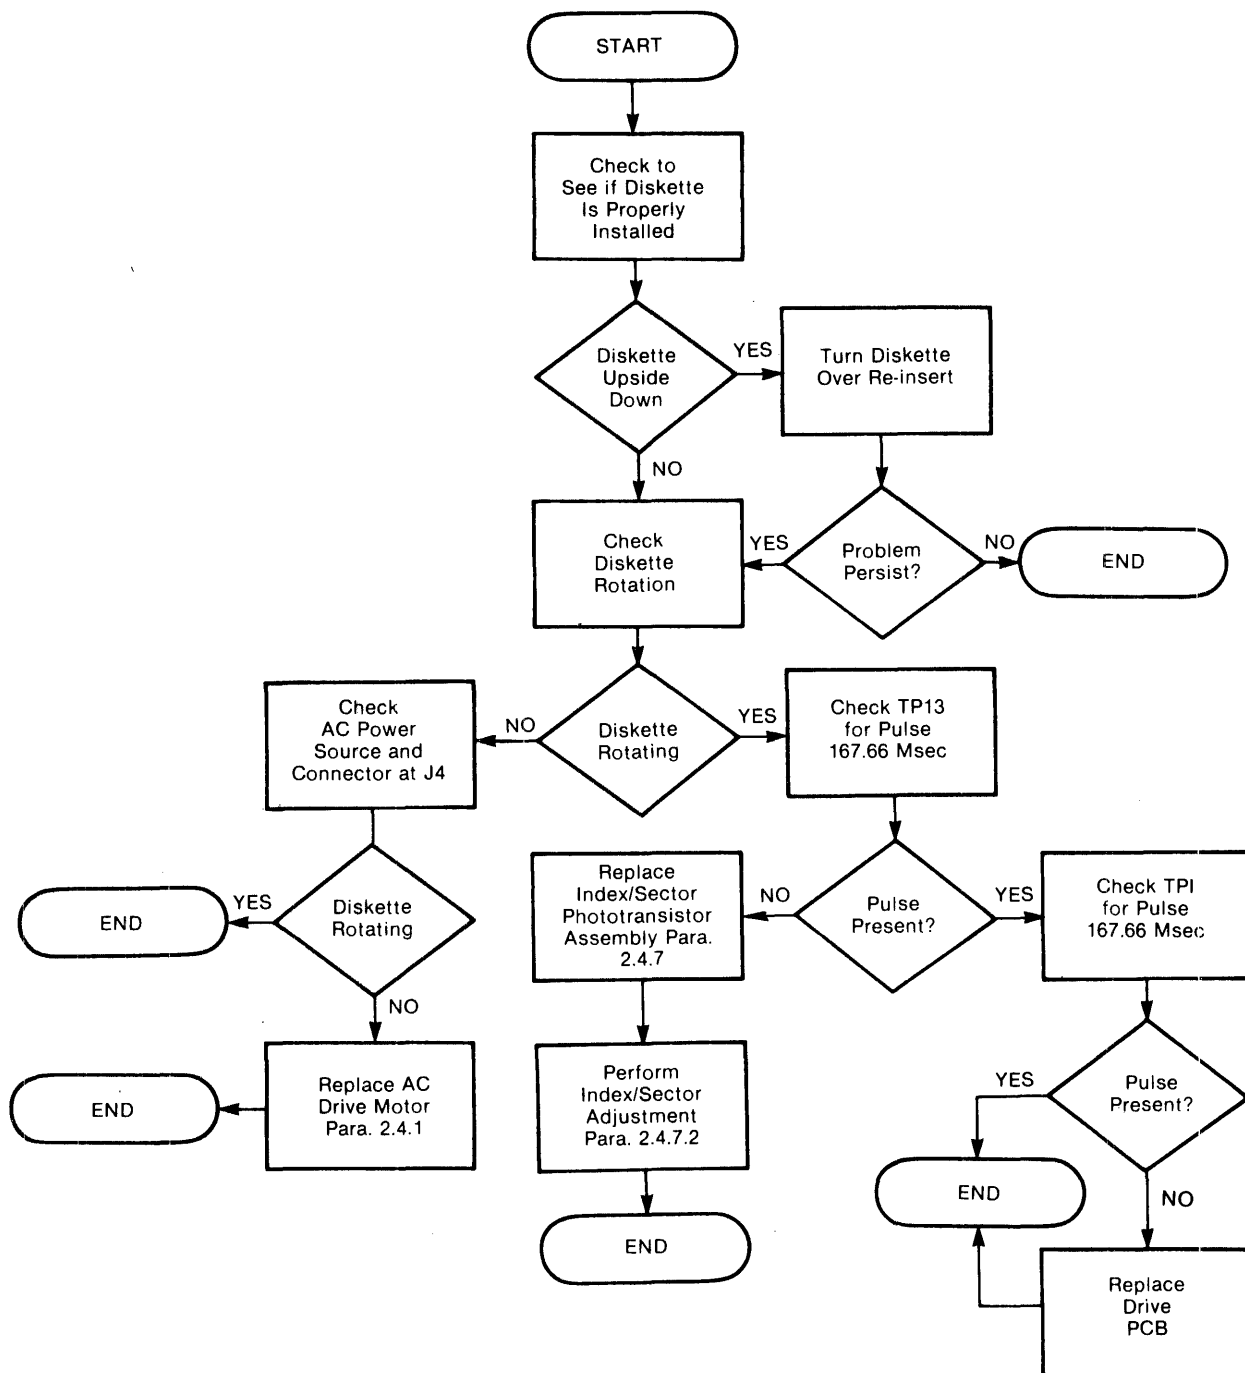 START
Check to
See if Diskette
Is Properly
Installed
Diskette
Upside
Down
YES
Turn Diskette
Over Re-insert
NO
Check
Diskette
Rotation
YES
Problem
Persist?
NO
END
Check
AC Power
Source and
Connector at J4
NO
Diskette
Rotating
YES
Check TP13
for Pulse
167.66 Msec
END
YES
Diskette
Rotating
NO
Replace
Index/Sector
Phototransistor
Assembly Para.
2.4.7
NO
Pulse
Present?
YES
Check TPI
for Pulse
167.66 Msec
END
Replace AC
Drive Motor
Para. 2.4.1
Perform
Index/Sector
Adjustment
Para. 2.4.7.2
YES
Pulse
Present?
END
NO
END
Replace
Drive
PCB